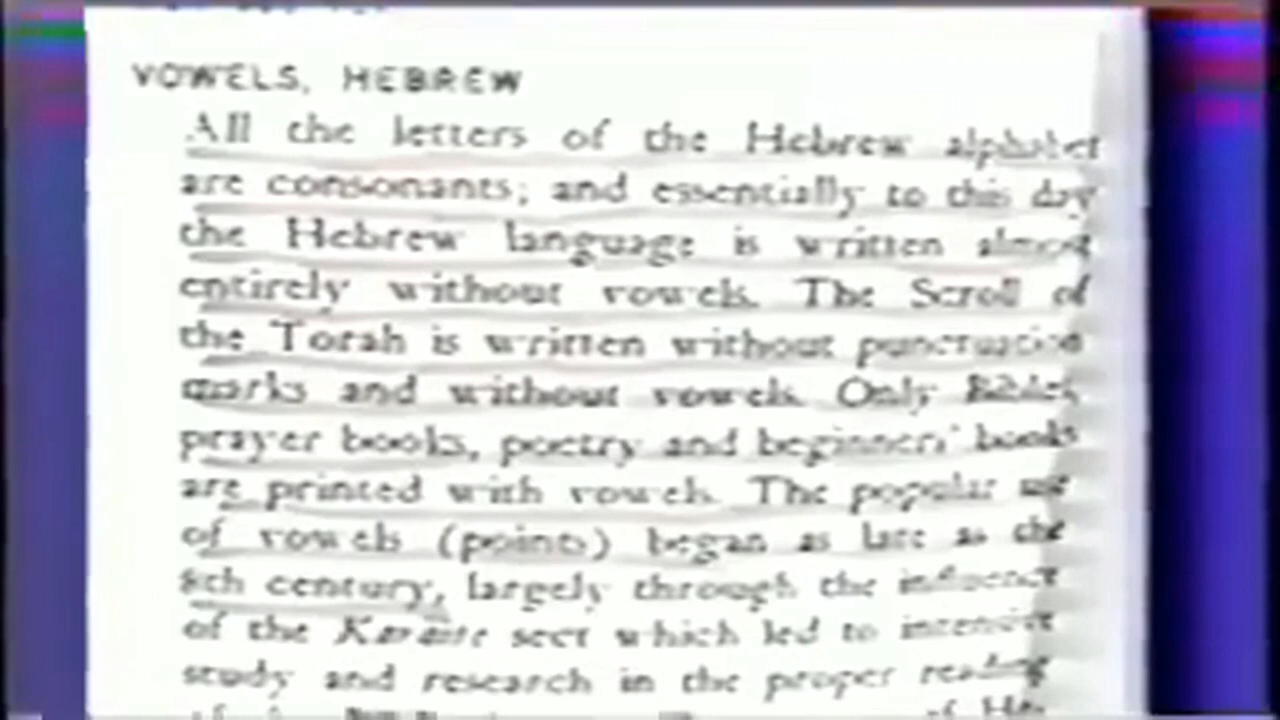 VOWELS, HEBREW
All the letters of the Hebrew alphabet
are consonants; and essentially to this day
the Hebrew language is written almost
entirely without vowels. The Scroll of
the Torah is written without punctuation
marks and without vowels. Only Bibles,
prayer books, poetry and beginners' books
are printed with vowels. The popular use
of vowels (points) began as late as the
8th century, largely through the influence
of the Karaite sect which led to intensive
study and research in the proper reading